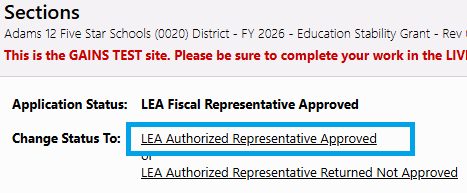 Sections
Adams 12 Five Star Schools (0020) District - FY 2026 - Education Stability Grant - Rev
This is the GAINS TEST site. Please be sure to complete your work in the
Application Status: LEA Fiscal Representative Approved
Change Status To: LEA Authorized Representative Approved
or
LEA Authorized Representative Returned Not Approved